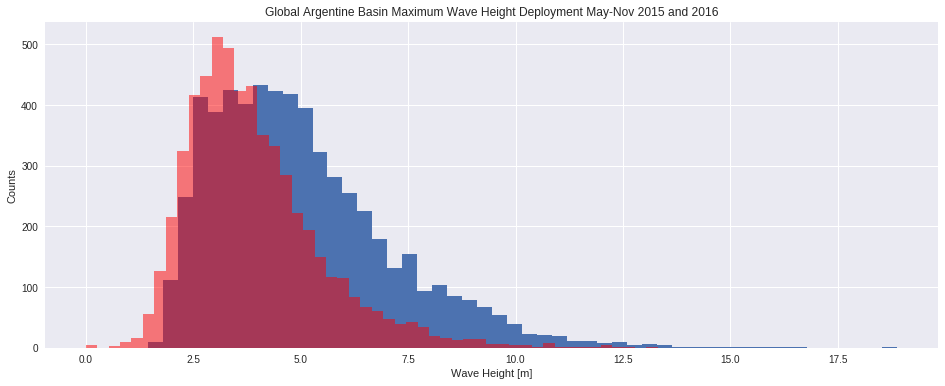 Global Argentine Basin Maximum Wave Height Deployment May-Nov 2015 and 2016
500
400
300
200
100
0
Counts
0.0 2.5 5.0 7.5 10.0 12.5 15.0 17.5
Wave Height [m]